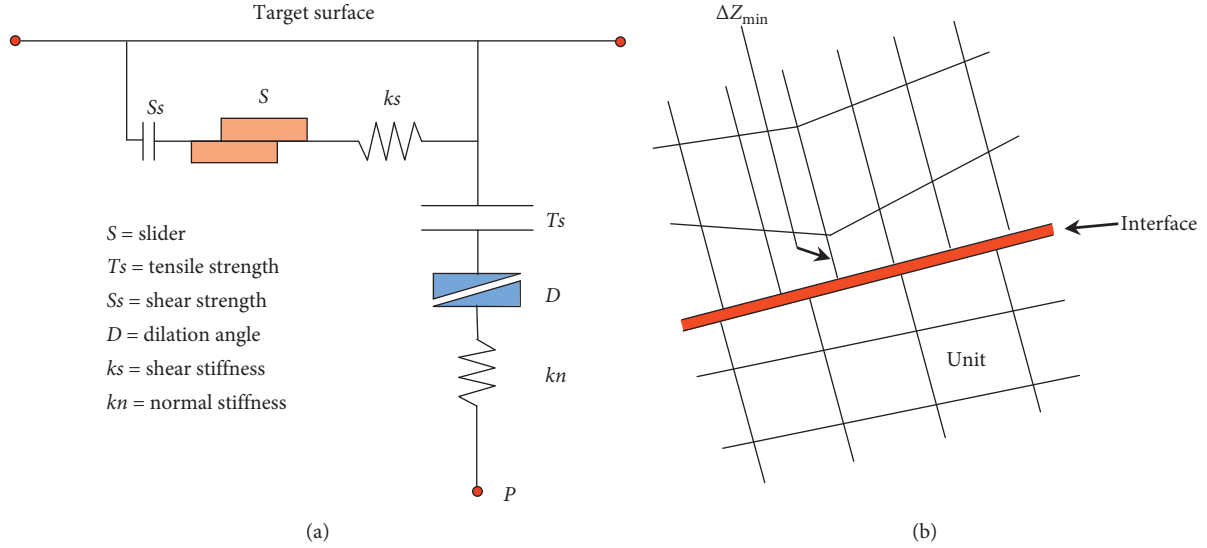 Target surface
Ss
S
ks
Ts
D
kn
P
S = slider
Ts = tensile strength
Ss = shear strength
D = dilation angle
ks = shear stiffness
kn = normal stiffness
(a)
ΔZmin
Interface
Unit
(b)